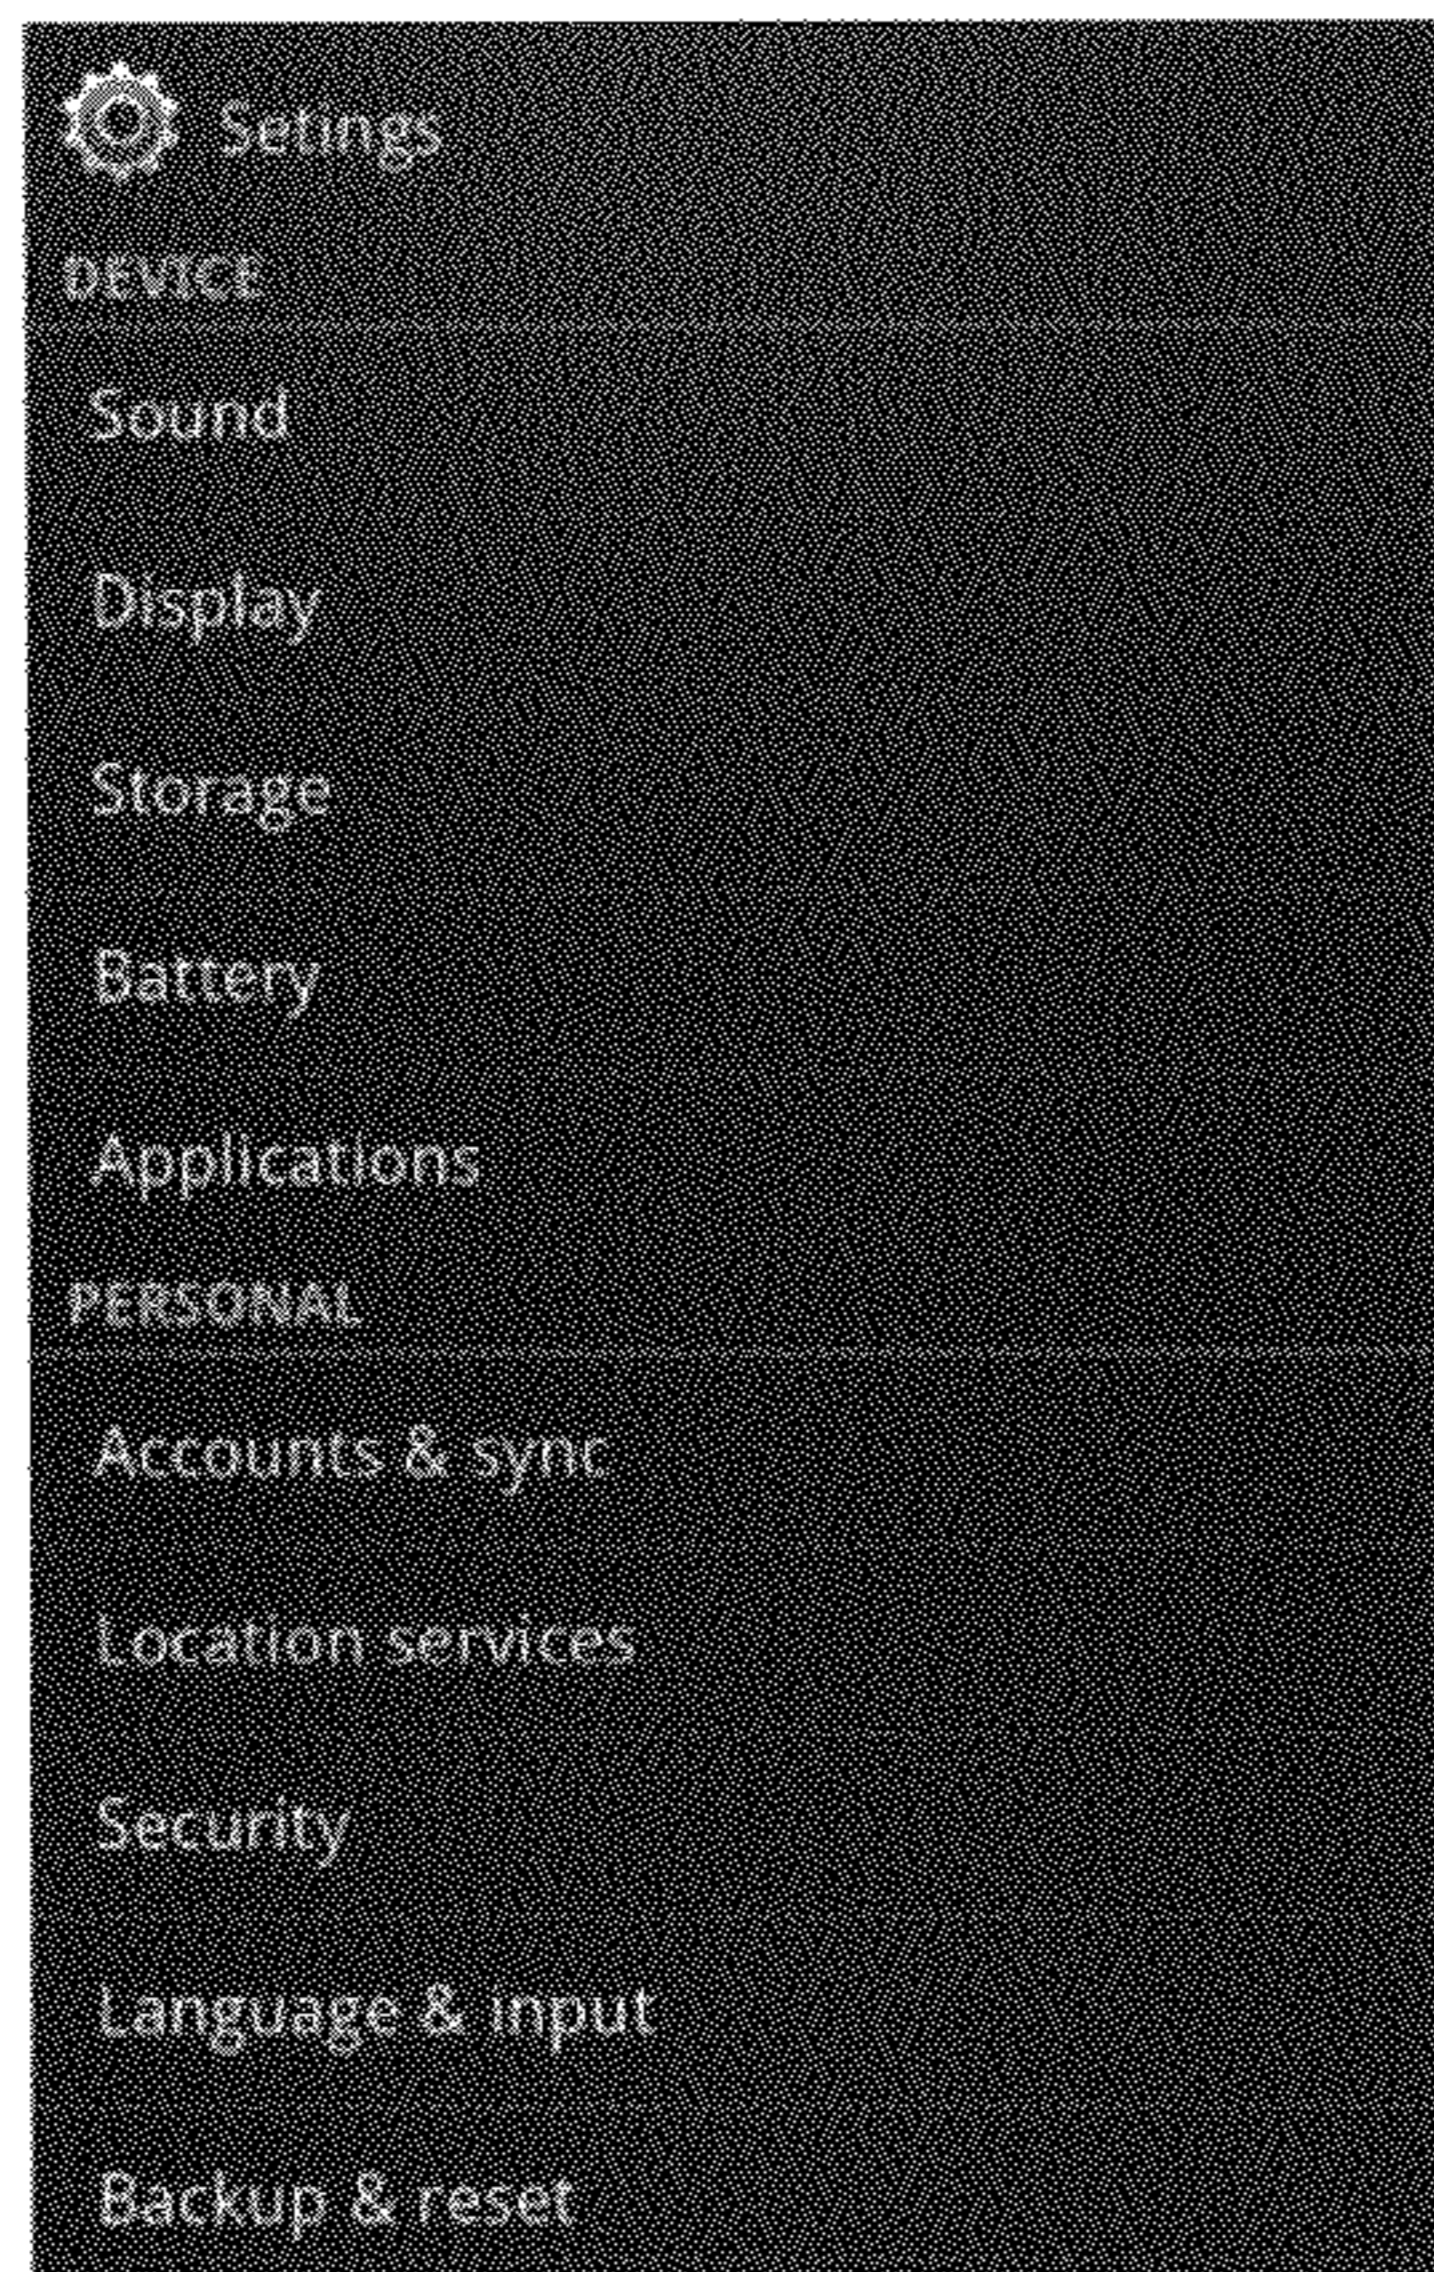 Setings
DEVICE
Sound
Display
Storage
Battery
Applications
PERSONAL
Accounts & sync
Location services
Security
Language & input
Backup & reset